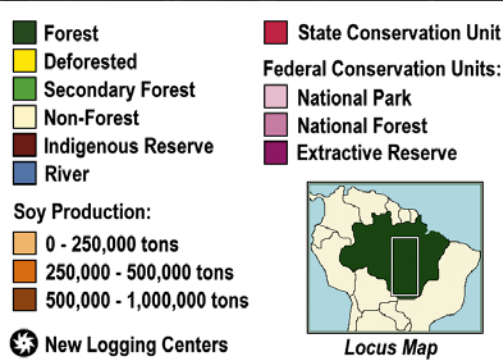 Forest
Deforested
Secondary Forest
Non-Forest
Indigenous Reserve
River
Soy Production:
0 - 250,000 tons
250,000 - 500,000 tons
500,000 - 1,000,000 tons
New Logging Centers
State Conservation Unit
Federal Conservation Units:
National Park
National Forest
Extractive Reserve
Locus Map